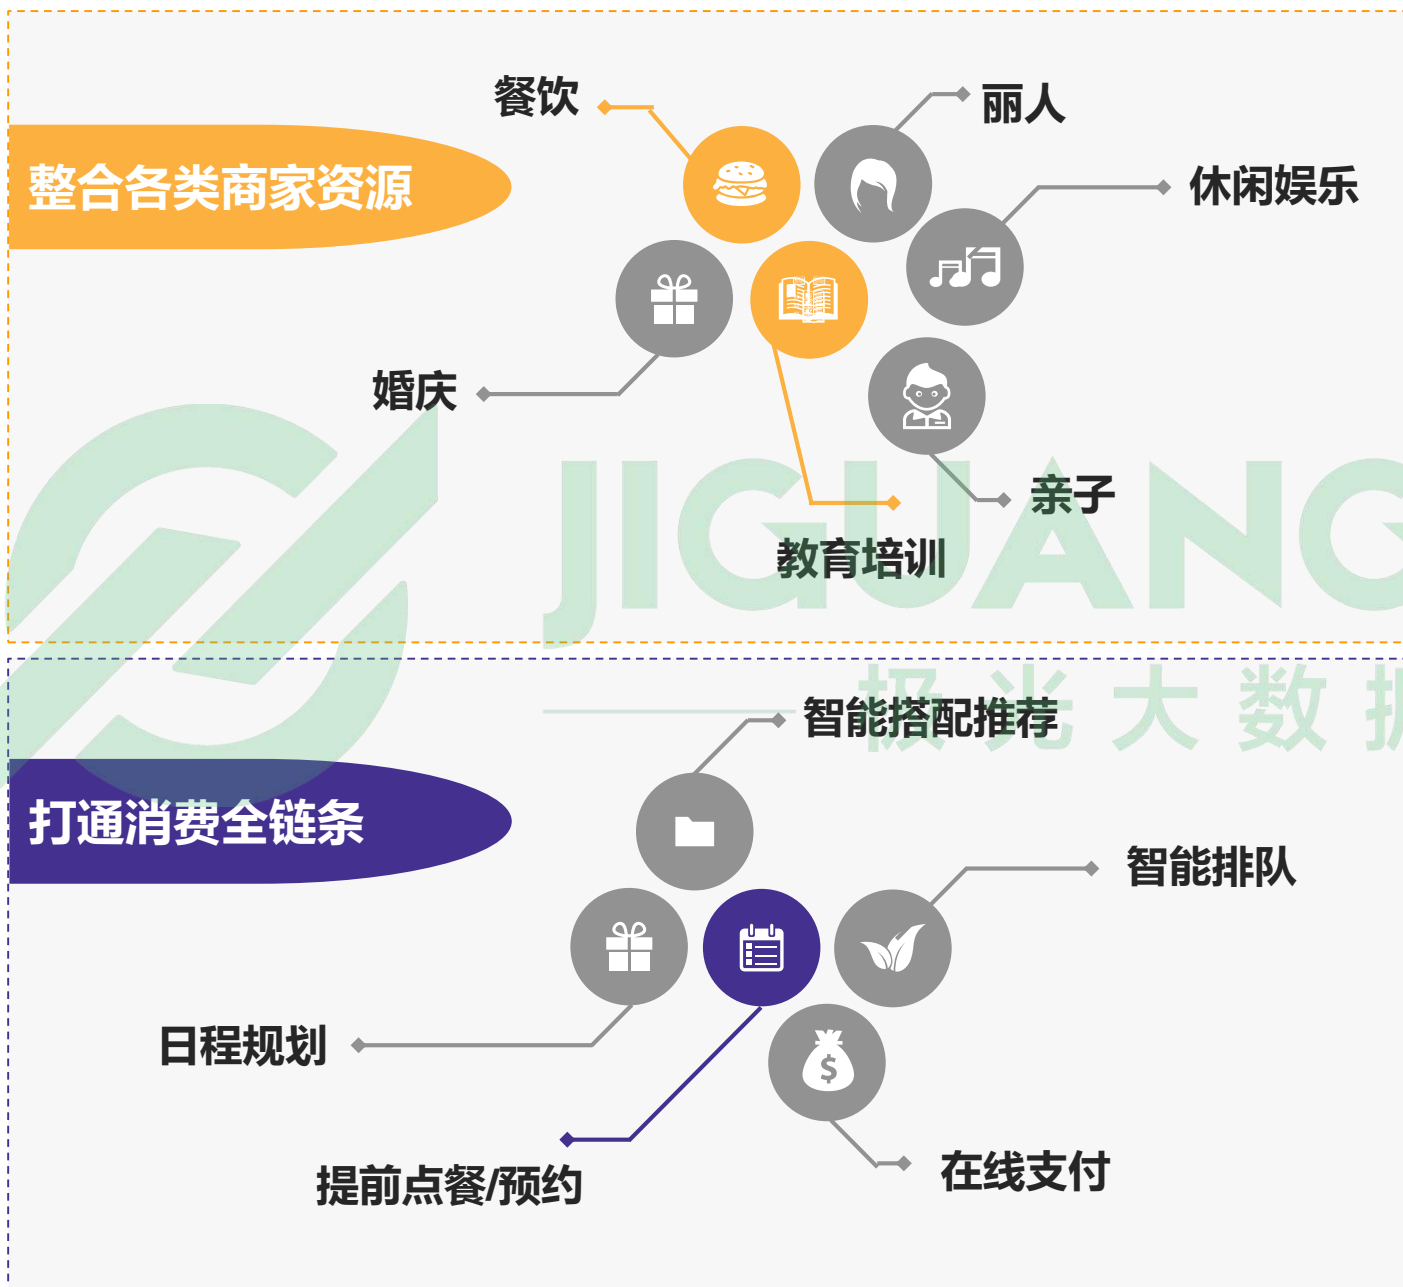 餐饮
丽人
整合各类商家资源
休闲娱乐
婚庆
JIGUANG
亲子
教育培训
极光大数据
智能搭配推荐
打通消费全链条
智能排队
日程规划
$
提前点餐/预约
在线支付